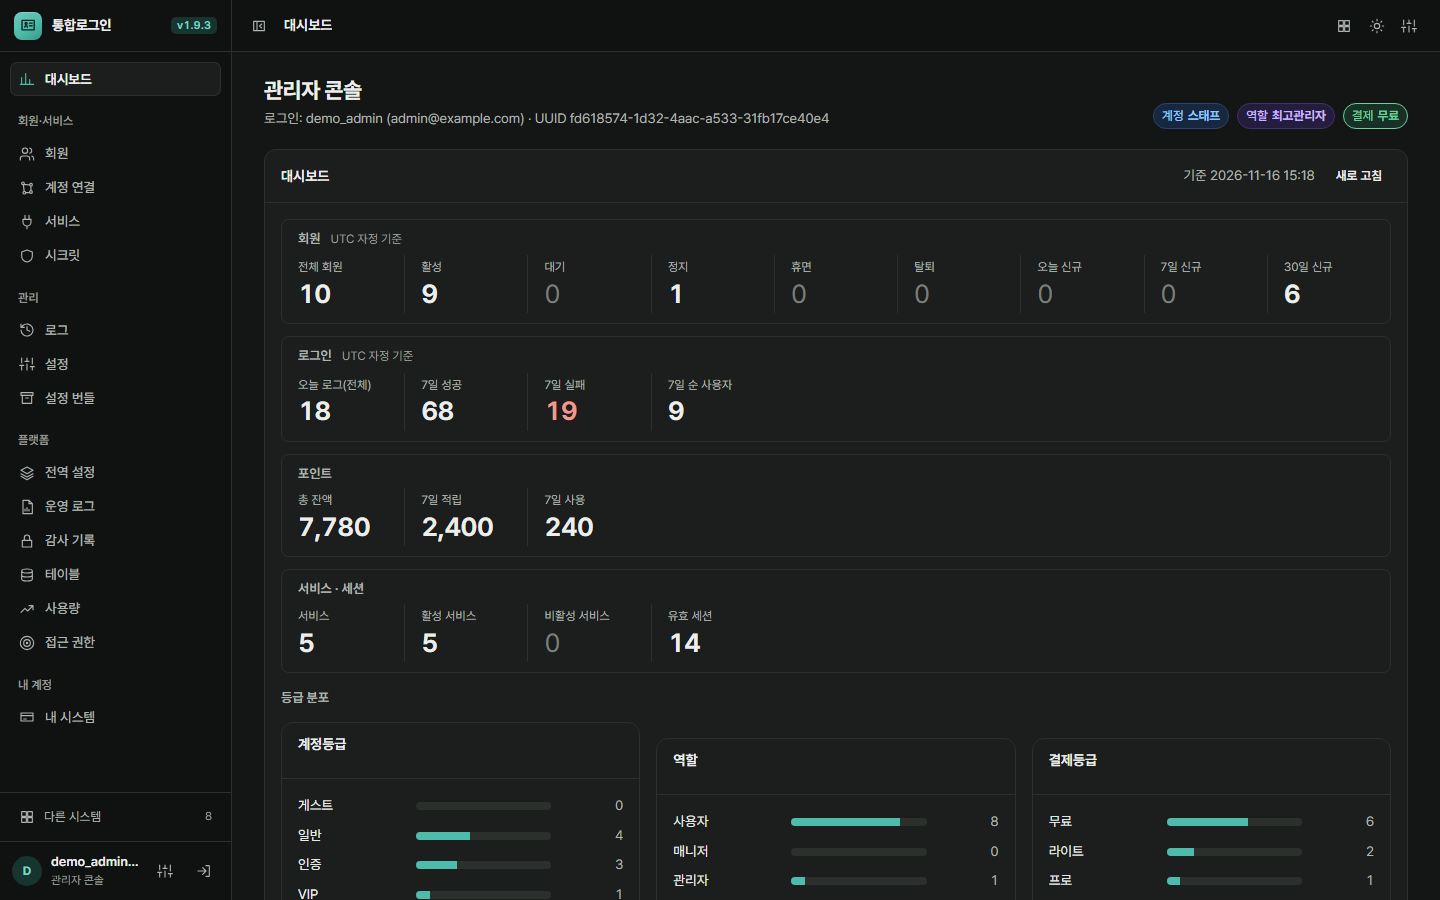 통합로그인
v1.9.3
대시보드
회원·서비스
회원
계정 연결
서비스
시크릿
관리
로그
설정
설정 번들
플랫폼
전역 설정
운영 로그
감사 기록
테이블
사용량
접근 권한
내 계정
내 시스템
다른 시스템 8
D
demo_admin...
관리자 콘솔
대시보드
관리자 콘솔
로그인: demo_admin (admin@example.com) · UUID fd618574-1d32-4aac-a533-31fb17ce40e4
계정 스태프
역할 최고관리자
결제 무료
대시보드
기준 2026-11-16 15:18
새로 고침
회원 UTC 자정 기준
전체 회원 활성 대기 정지 휴면 탈퇴 오늘 신규 7일 신규 30일 신규
10 9 0 1 0 0 0 0 6
로그인 UTC 자정 기준
오늘 로그(전체) 7일 성공 7일 실패 7일 순 사용자
18 68 19 9
포인트
총 잔액 7일 적립 7일 사용
7,780 2,400 240
서비스 · 세션
서비스 활성 서비스 비활성 서비스 유효 세션
5 5 0 14
등급 분포
계정등급
게스트 0
일반 4
인증 3
VIP 1
역할
사용자 8
매니저 0
관리자 1
결제등급
무료 6
라이트 2
프로 1